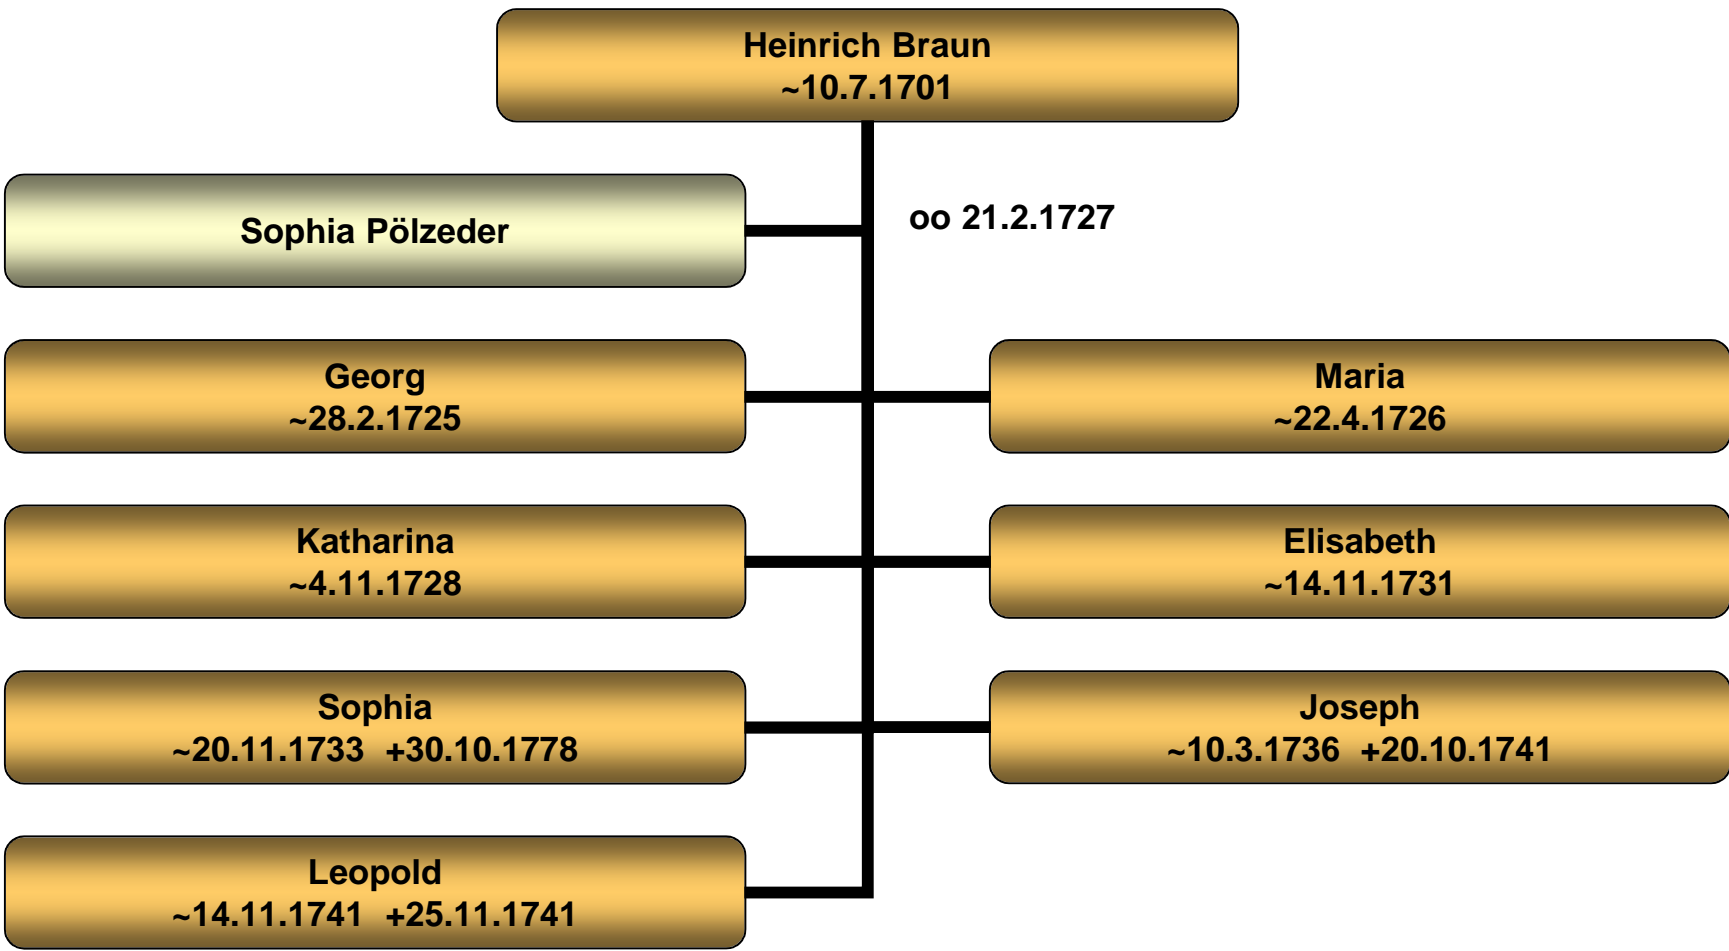 Heinrich Braun
~10.7.1701
Sophia Pölzeder
oo 21.2.1727
Georg
~28.2.1725
Maria
~22.4.1726
Katharina
~4.11.1728
Elisabeth
~14.11.1731
Sophia
~20.11.1733  +30.10.1778
Joseph
~10.3.1736  +20.10.1741
Leopold
~14.11.1741  +25.11.1741